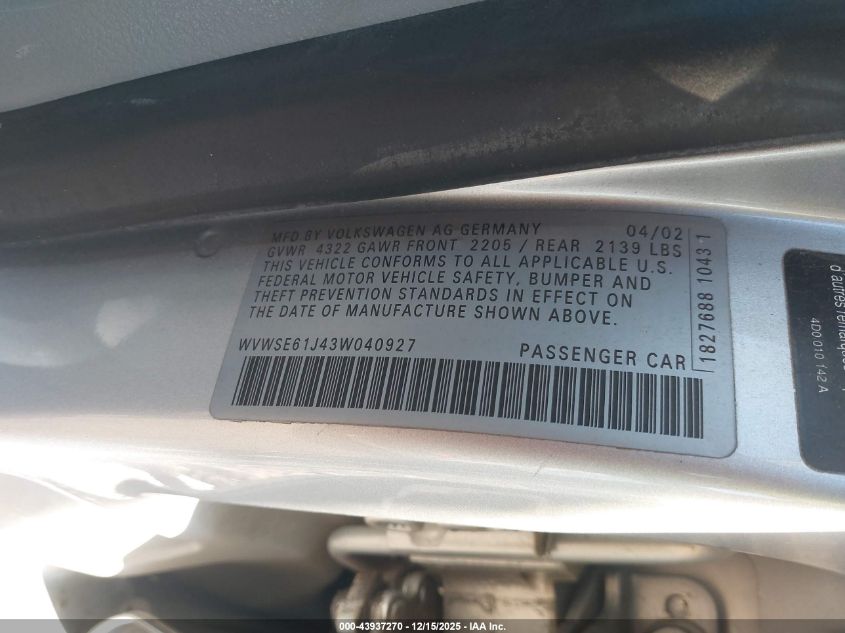 MFD BY VOLKSWAGEN AG GERMANY 04/02
GVWR 4322 GAWR FRONT 2205 / REAR 2139 LBS
THIS VEHICLE CONFORMS TO ALL APPLICABLE U.S.
FEDERAL MOTOR VEHICLE SAFETY, BUMPER AND
THEFT PREVENTION STANDARDS IN EFFECT ON
THE DATE OF MANUFACTURE SHOWN ABOVE.
WVWSE61J43W040927 PASSENGER CAR
1827688 1043 1
d'autres
4D0 010 142 A
000-43937270 - 12/15/2025 - IAA Inc.